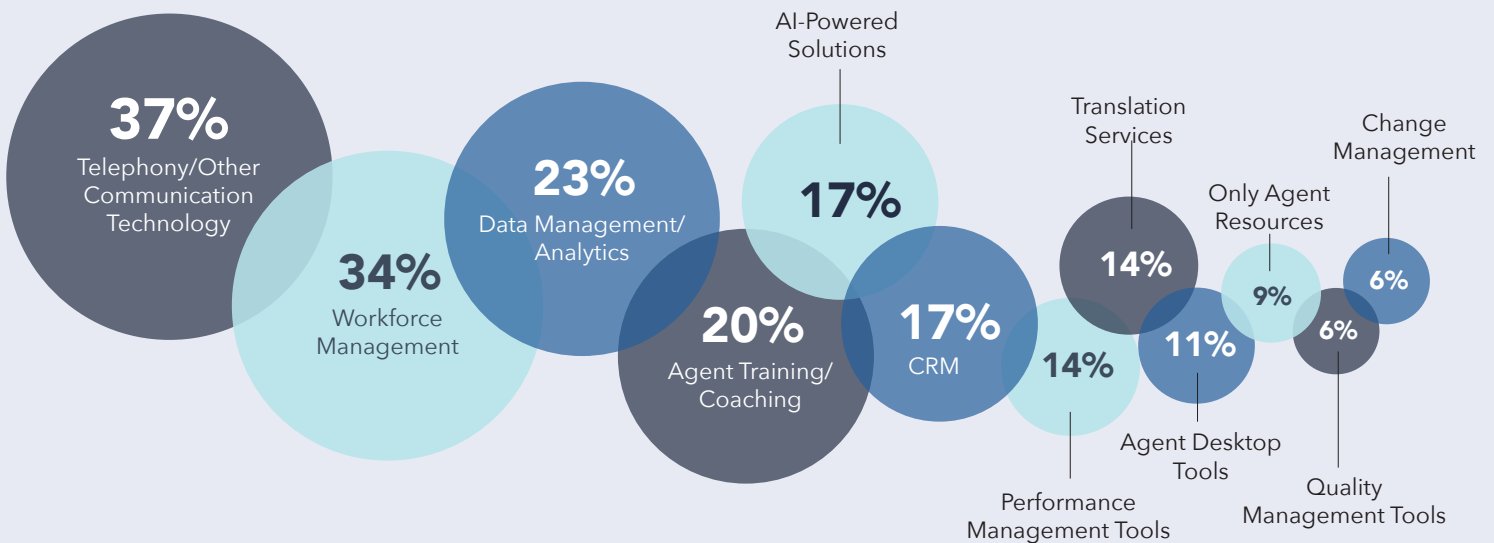 37%
Telephony/Other
Communication
Technology
34%
Workforce
Management
23%
Data Management/
Analytics
20%
Agent Training/
Coaching
AI-Powered
Solutions
17%
17%
CRM
14%
Performance
Management Tools
Translation
Services
14%
11%
Agent Desktop
Tools
Only Agent
Resources
9%
6%
Quality
Management Tools
Change
Management
6%